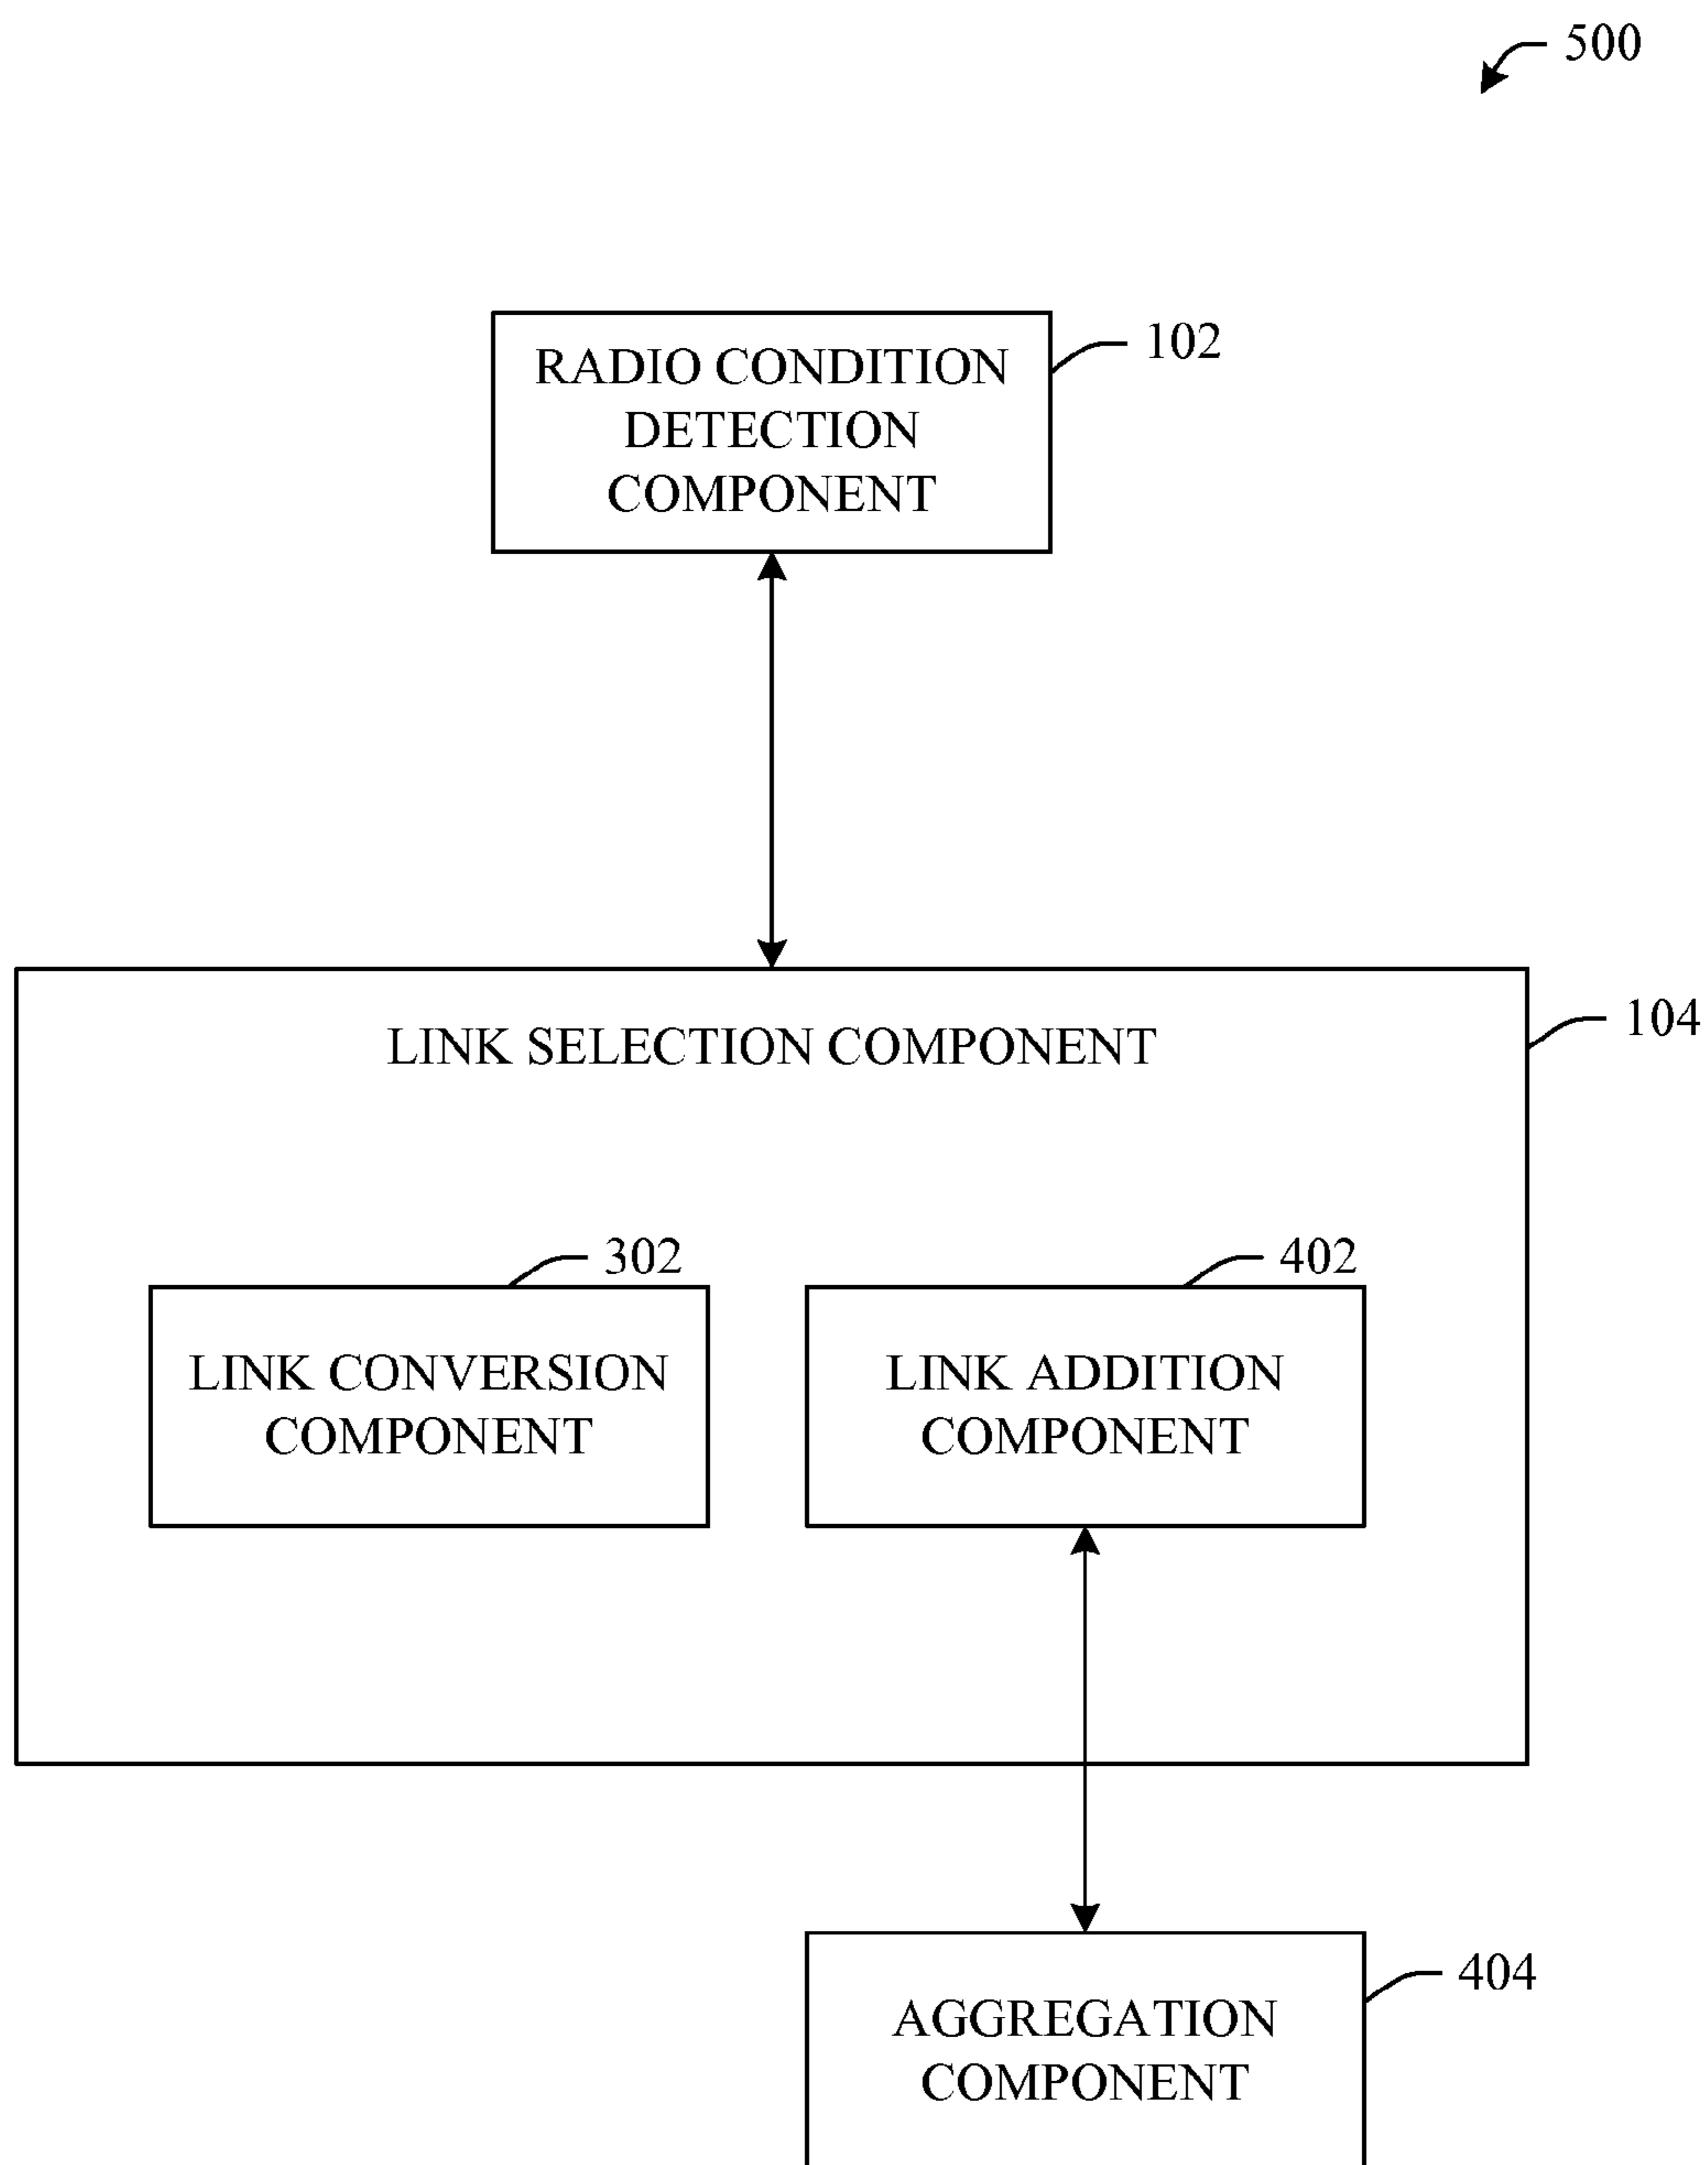 500
RADIO CONDITION
DETECTION
COMPONENT
102
LINK SELECTION COMPONENT
104
302
402
LINK CONVERSION
COMPONENT
LINK ADDITION
COMPONENT
404
AGGREGATION
COMPONENT